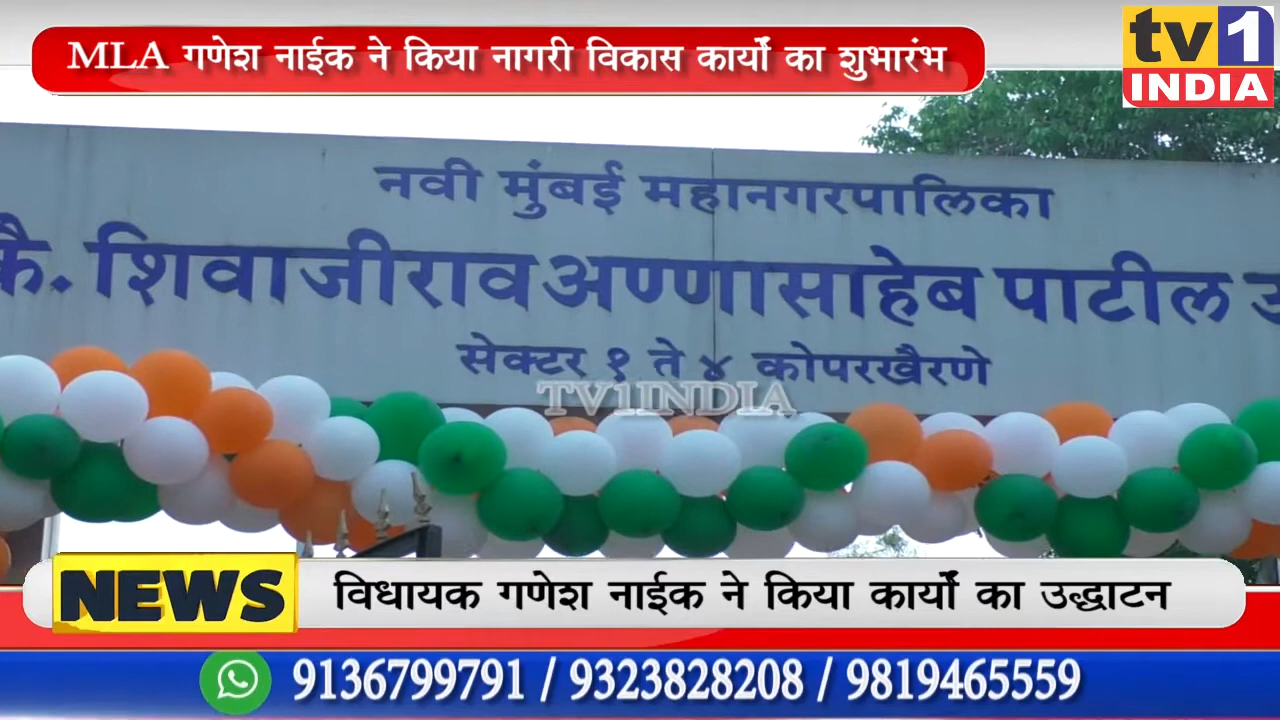 MLA गणेश नाईक ने किया नागरी विकास कार्यों का शुभारंभ
tv1
INDIA
नवी मुंबई महानगरपालिका
कै. शिवाजीराव अण्णासाहेब पाटील
सेक्टर १ ते ४ कोपरखैरणे
TV1INDIA
NEWS
विधायक गणेश नाईक ने किया कार्यों का उद्घाटन
9136799791 / 9323828208 / 9819465559